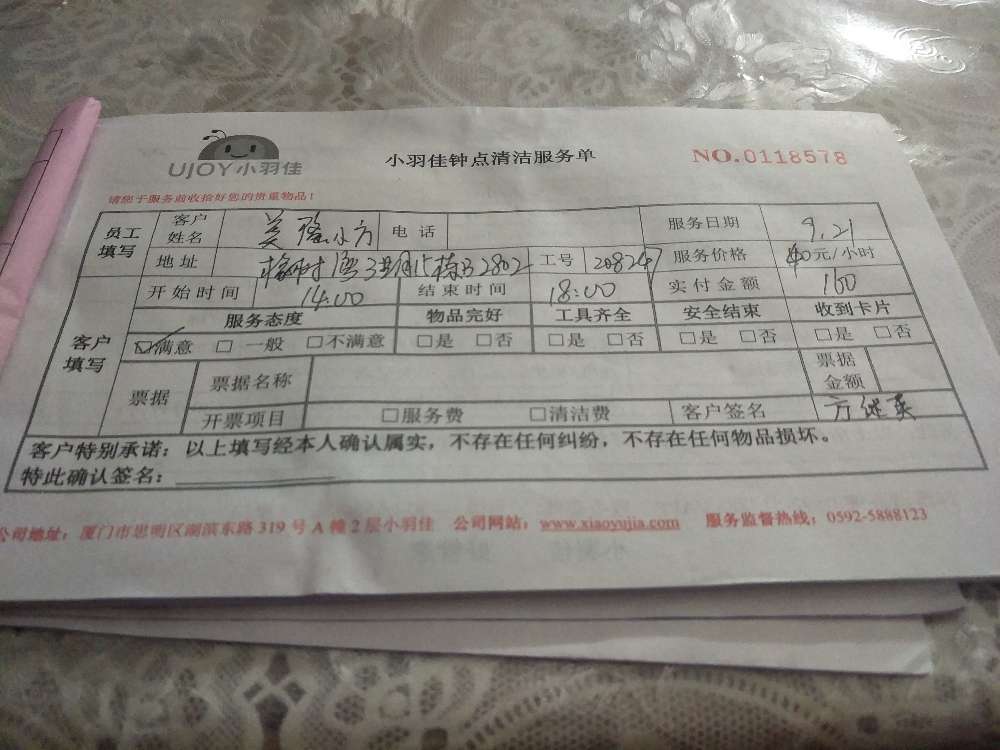 UJOY小羽佳
小羽佳钟点清洁服务单
NO.0118578
请您于服务前收拾好您的贵重物品！
员工填写 客户姓名 电话 服务日期 9.21
地址 工号 208247 服务价格 40元/小时
开始时间 14:00 结束时间 18:00 实付金额 160
客户填写 服务态度 物品完好 工具齐全 安全结束 收到卡片
☑满意 □一般 □不满意 □是 □否 □是 □否 □是 □否 □是 □否
票据 票据名称 票据金额
开票项目 □服务费 □清洁费 客户签名
客户特别承诺：以上填写经本人确认属实，不存在任何纠纷，不存在任何物品损坏。
特此确认签名：
公司地址：厦门市思明区湖滨东路 319 号 A 幢 2 层小羽佳 公司网站：www.xiaoyujia.com 服务监督热线：0592-5888123